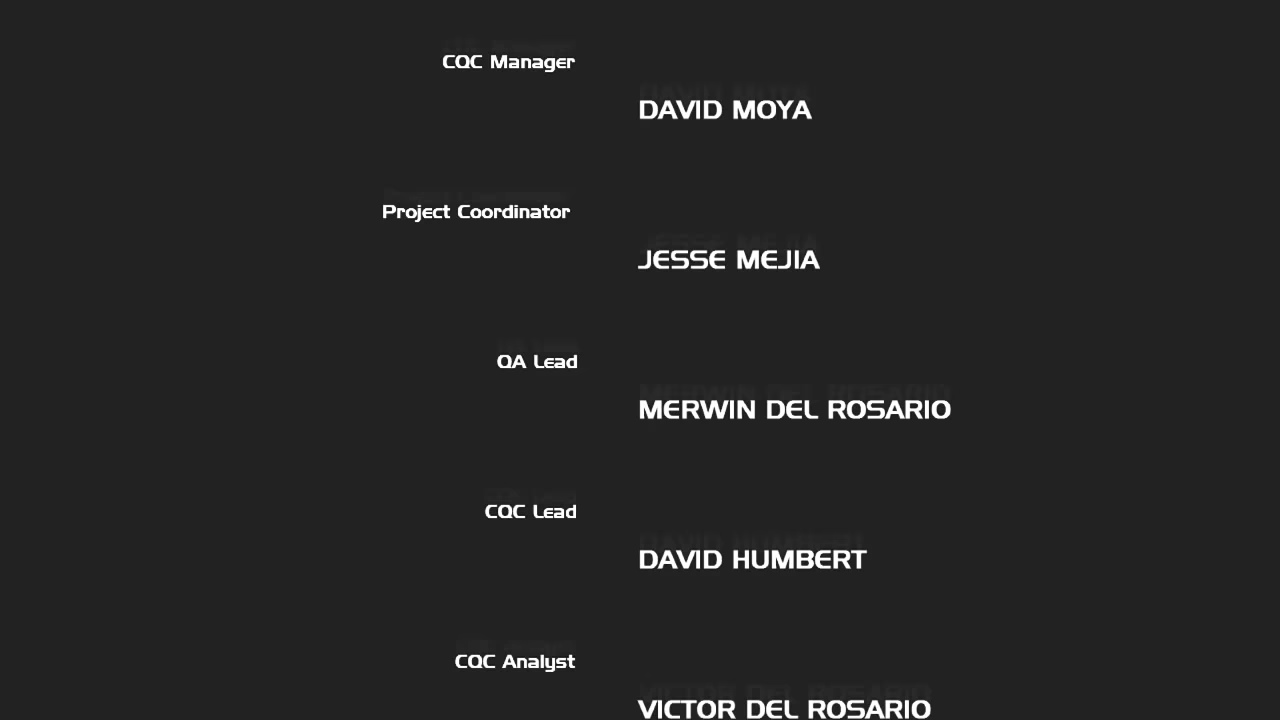 CQC Manager
DAVID MOYA
Project Coordinator
JESSE MEJIA
QA Lead
MERWIN DEL ROSARIO
CQC Lead
DAVID HUMBERT
CQC Analyst
VICTOR DEL ROSARIO